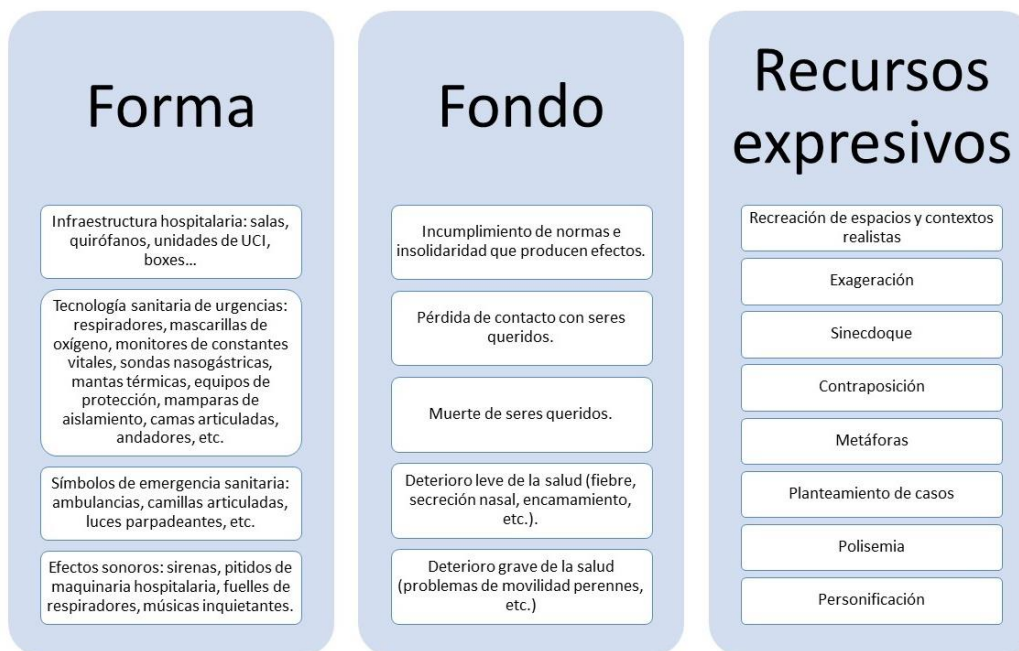 Forma
Infraestructura hospitalaria: salas,
quirófanos, unidades de UCI,
boxes...
Tecnología sanitaria de urgencias:
respiradores, mascarillas de
oxígeno, monitores de constantes
vitales, sondas nasogástricas,
mantas térmicas, equipos de
protección, mamparas de
aislamiento, camas articuladas,
andadores, etc.
Símbolos de emergencia sanitaria:
ambulancias, camillas articuladas,
luces parpadeantes, etc.
Efectos sonoros: sirenas, pitidos de
maquinaria hospitalaria, fuelles de
respiradores, músicas inquietantes.
Fondo
Incumplimiento de normas e
insolidaridad que producen efectos.
Pérdida de contacto con seres
queridos.
Muerte de seres queridos.
Deterioro leve de la salud (fiebre,
secreción nasal, encamamiento,
etc.).
Deterioro grave de la salud
(problemas de movilidad perennes,
etc.)
Recursos
expresivos
Recreación de espacios y contextos
realistas
Exageración
Sinecdoque
Contraposición
Metáforas
Planteamiento de casos
Polisemia
Personificación